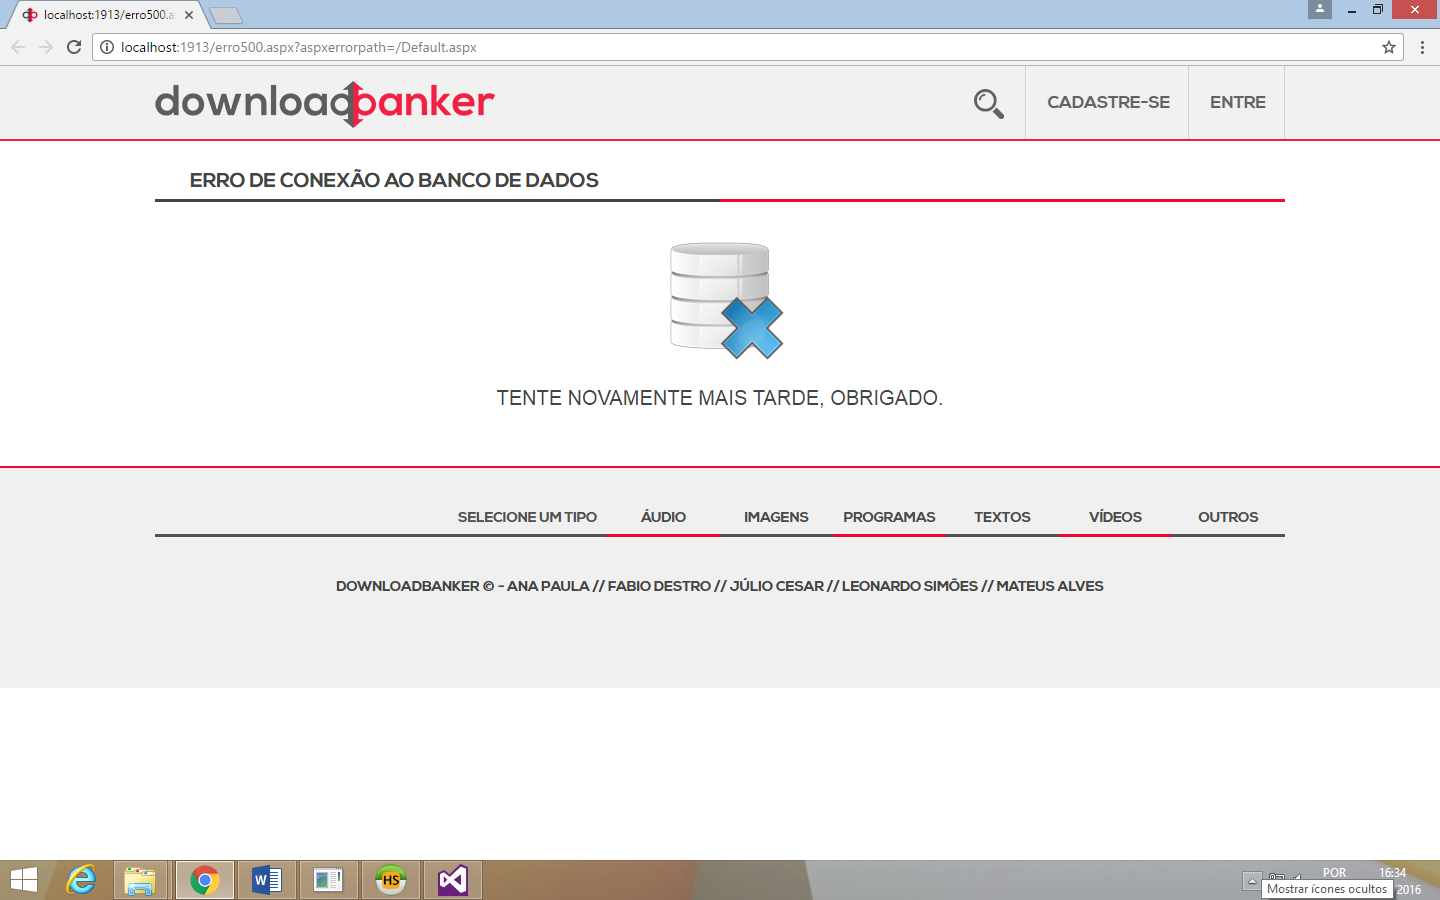 localhost:1913/erro500.a
localhost:1913/erro500.aspx?aspxerrorpath=/Default.aspx
downloadbanker
CADASTRE-SE
ENTRE
ERRO DE CONEXÃO AO BANCO DE DADOS
TENTE NOVAMENTE MAIS TARDE, OBRIGADO.
SELECIONE UM TIPO ÁUDIO IMAGENS PROGRAMAS TEXTOS VÍDEOS OUTROS
DOWNLOADBANKER © - ANA PAULA // FABIO DESTRO // JÚLIO CESAR // LEONARDO SIMÕES // MATEUS ALVES
HS
POR
16:34
Mostrar ícones ocultos
/2016